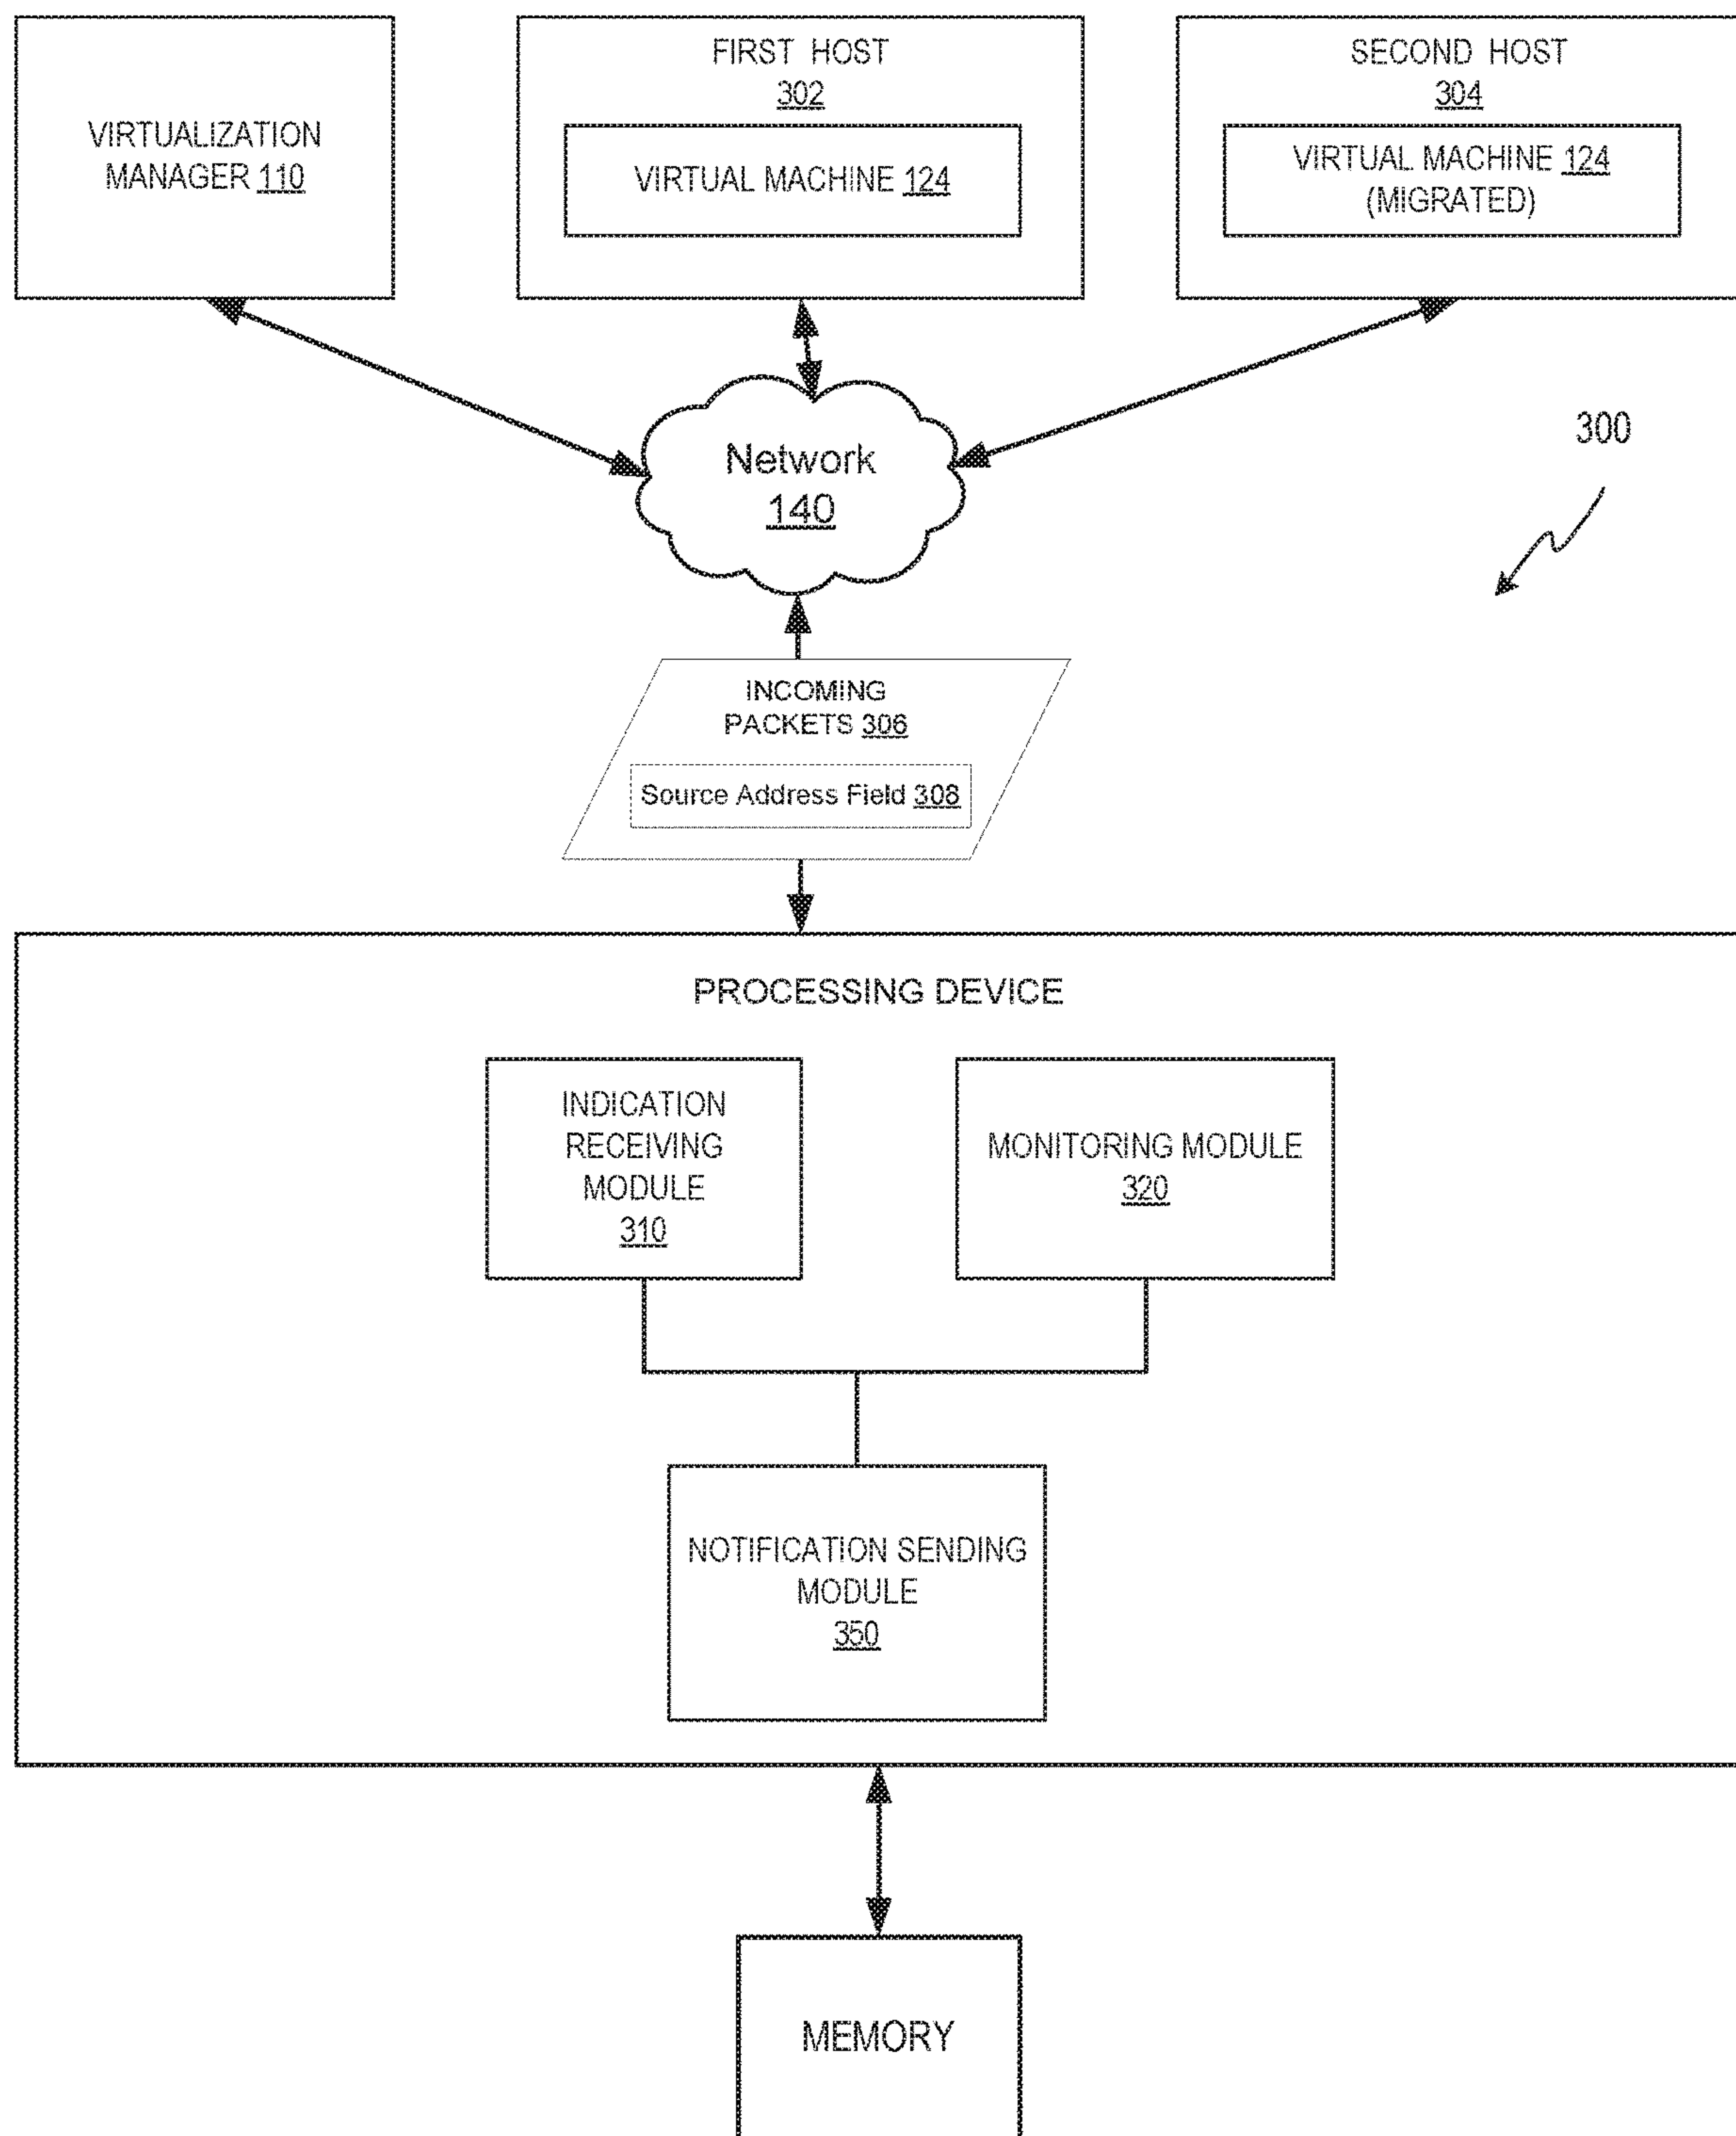 VIRTUALIZATION
MANAGER 110
FIRST HOST
302
VIRTUAL MACHINE 124
SECOND HOST
304
VIRTUAL MACHINE 124
(MIGRATED)
Network
140
300
INCOMING
PACKETS 306
Source Address Field 308
PROCESSING DEVICE
INDICATION
RECEIVING
MODULE
310
MONITORING MODULE
320
NOTIFICATION SENDING
MODULE
350
MEMORY